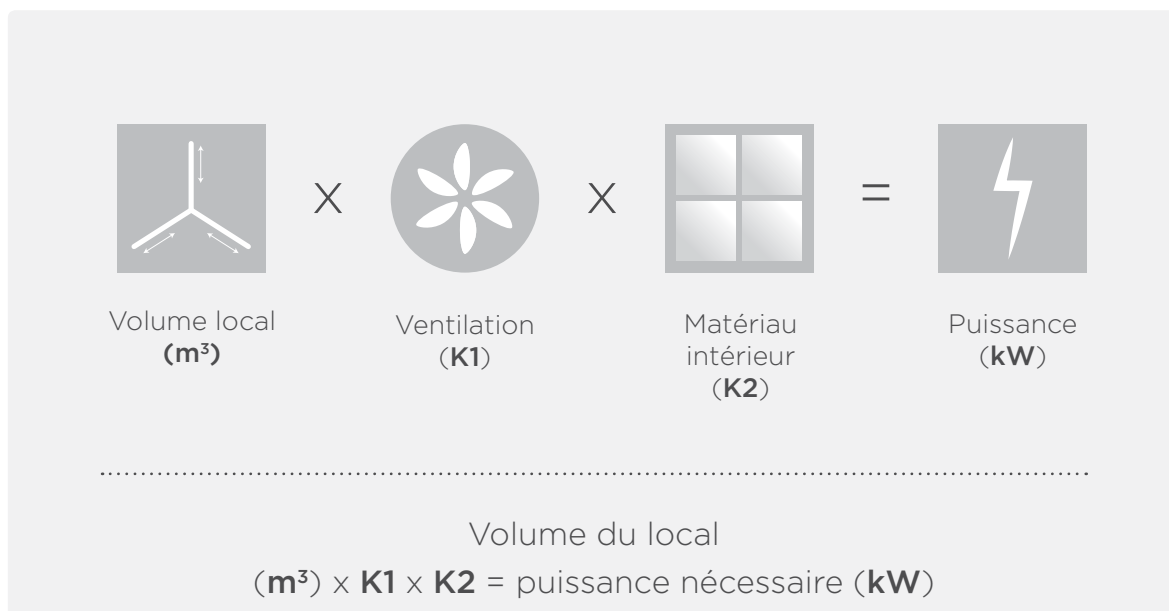 X X =
Volume local
(m³)
Ventilation
(K1)
Matériau
intérieur
(K2)
Puissance
(kW)
Volume du local
(m³) x K1 x K2 = puissance nécessaire (kW)